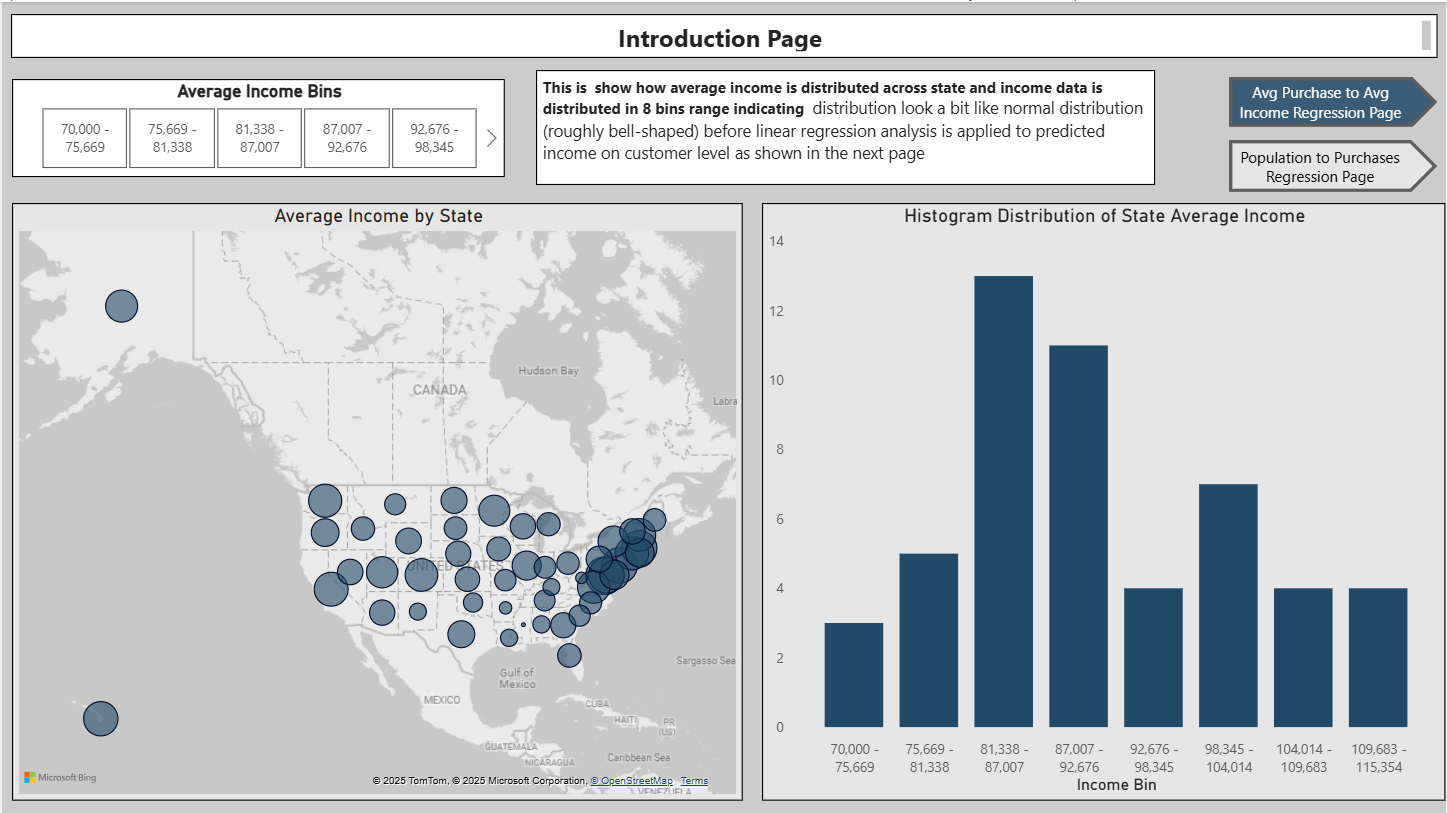 Introduction Page
Average Income Bins
70,000 -
75,669
75,669 -
81,338
81,338 -
87,007
87,007 -
92,676
92,676 -
98,345
This is  show how average income is distributed across state and income data is
distributed in 8 bins range indicating  distribution look a bit like normal distribution
(roughly bell-shaped) before linear regression analysis is applied to predicted
income on customer level as shown in the next page
Avg Purchase to Avg
Income Regression Page
Population to Purchases
Regression Page
Average Income by State
Hudson Bay
CANADA
Labra
UNITED STATES
Sargasso Sea
Gulf of
Mexico
MEXICO
CUBA
HAITI
PR
(US)
GUATEMALA
NICARAGUA
Caribbean Sea
Microsoft Bing
© 2025 TomTom, © 2025 Microsoft Corporation, © OpenStreetMap Terms
VENEZUELA
Histogram Distribution of State Average Income
14
12
10
8
6
4
2
0
70,000 -
75,669
75,669 -
81,338
81,338 -
87,007
87,007 -
92,676
92,676 -
98,345
98,345 -
104,014
104,014 -
109,683
109,683 -
115,354
Income Bin